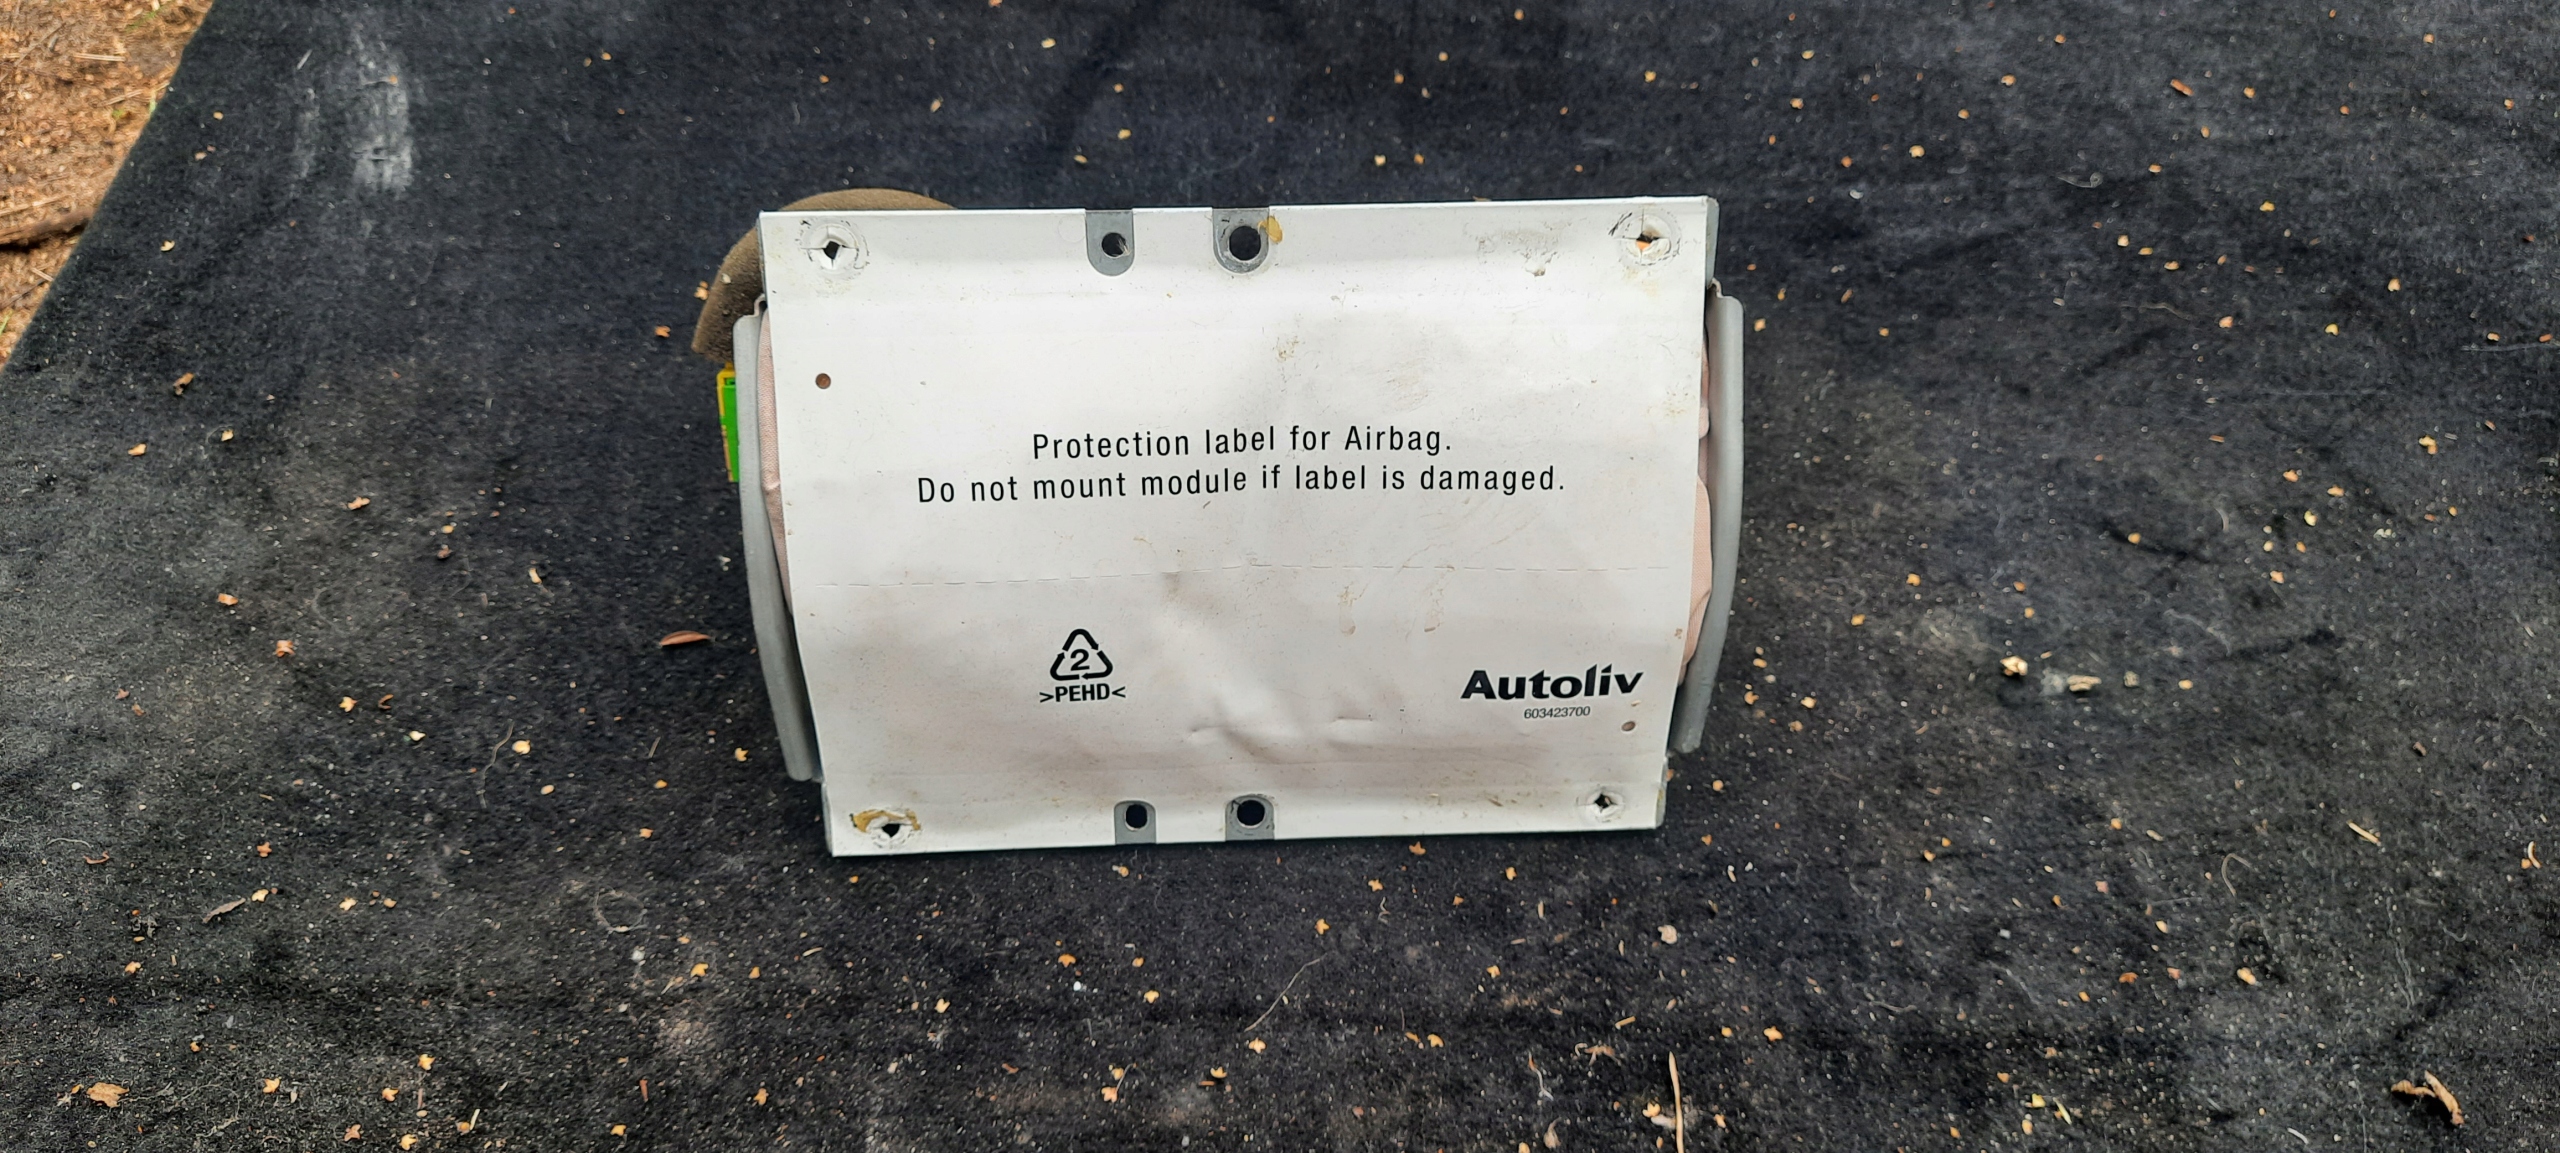 Protection label for Airbag.
Do not mount module if label is damaged.
2
>PEHD<
Autoliv
603423700